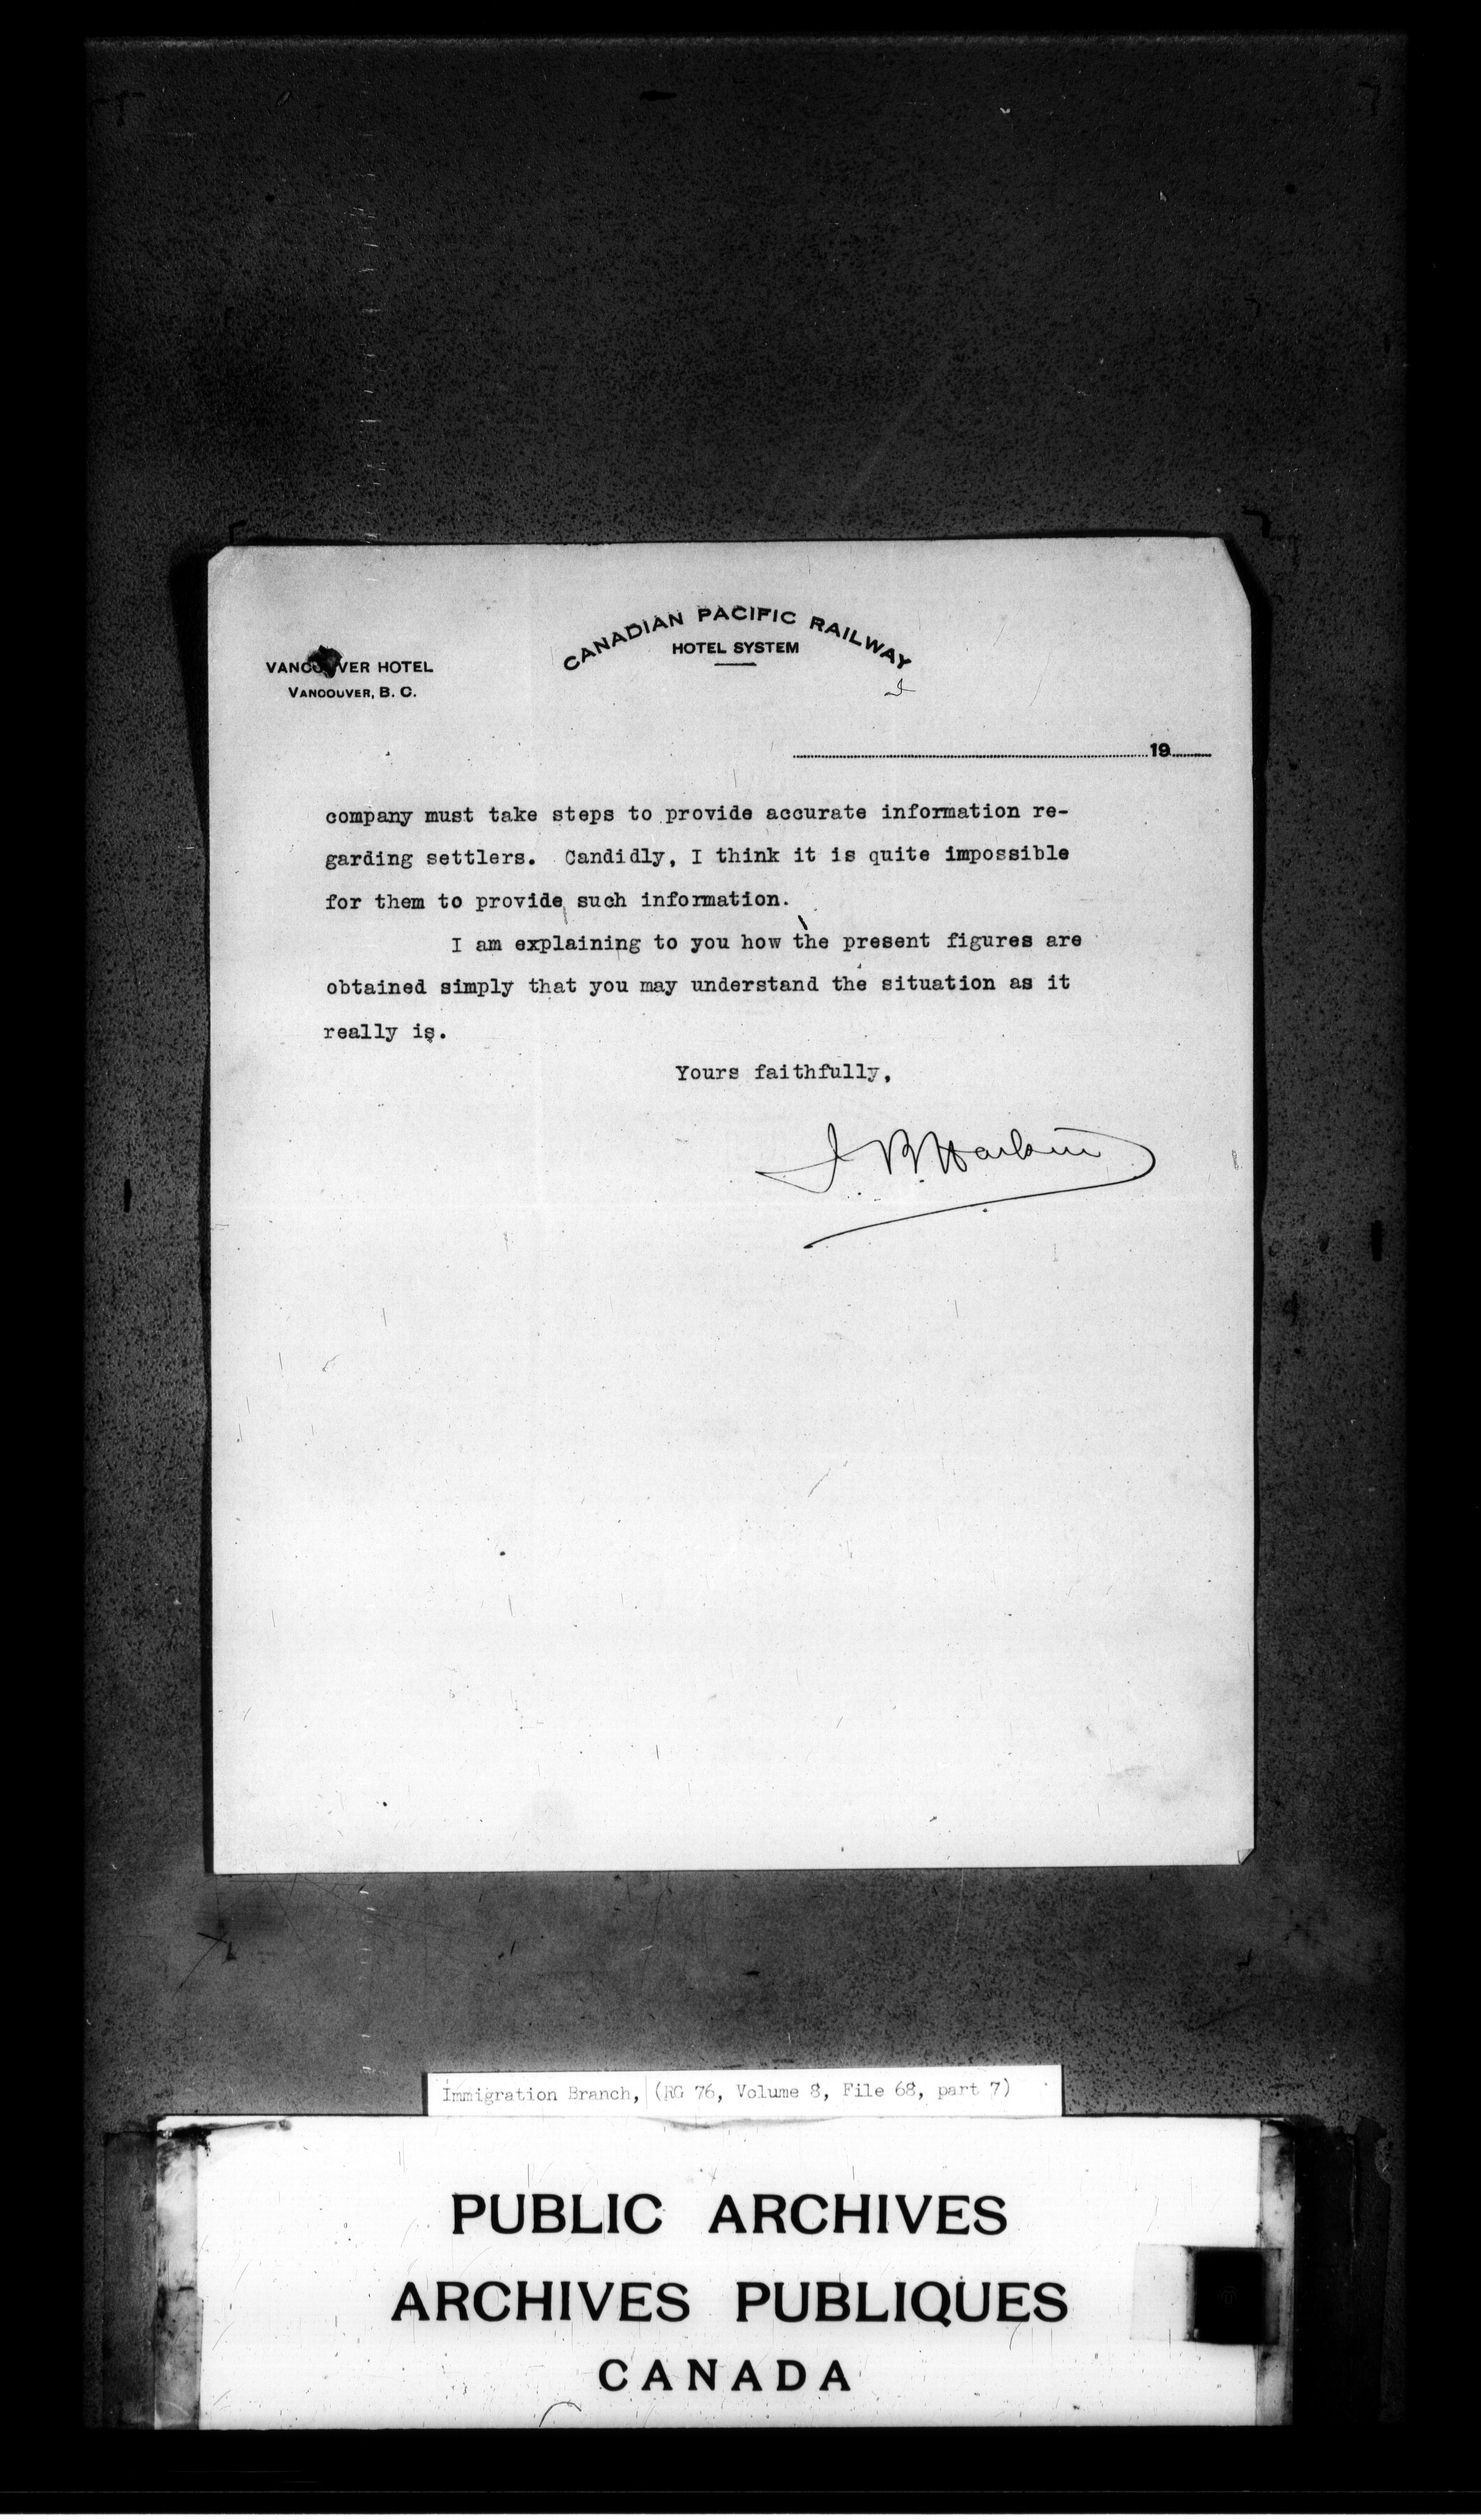 CANADIAN PACIFIC RAILWAY
HOTEL SYSTEM
VANCOUVER HOTEL
VANCOUVER, B. C.
19
company must take steps to provide accurate information re-
garding settlers. Candidly, I think it is quite impossible
for them to provide such information.
I am explaining to you how the present figures are
obtained simply that you may understand the situation as it
really is.
Yours faithfully,
J. B. Harkin
Immigration Branch, (RG 76, Volume 8, File 68, part 7)
PUBLIC ARCHIVES
ARCHIVES PUBLIQUES
CANADA